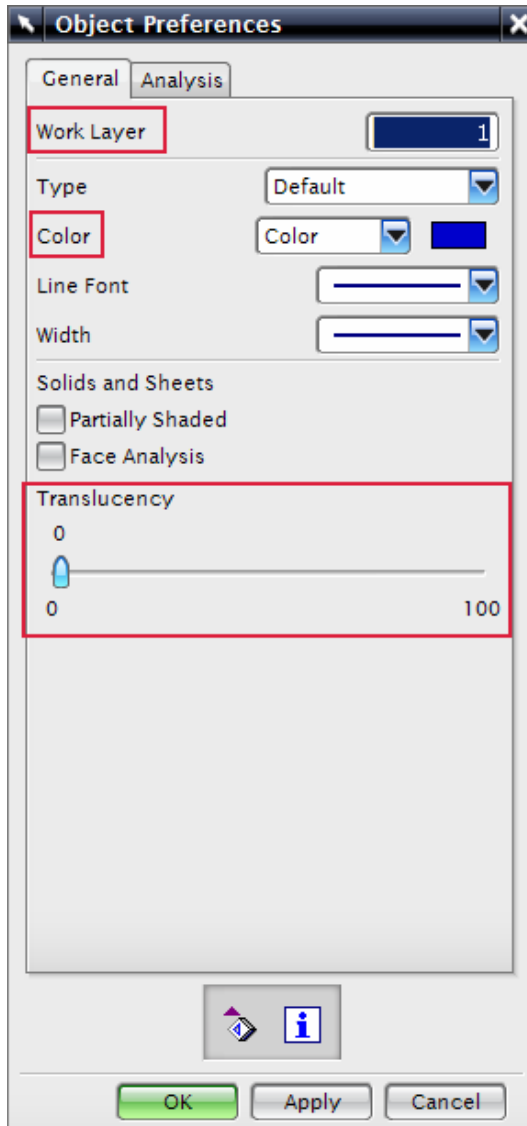 Object Preferences
General Analysis
Work Layer 1
Type Default
Color Color
Line Font
Width
Solids and Sheets
Partially Shaded
Face Analysis
Translucency
0
0 100
OK Apply Cancel